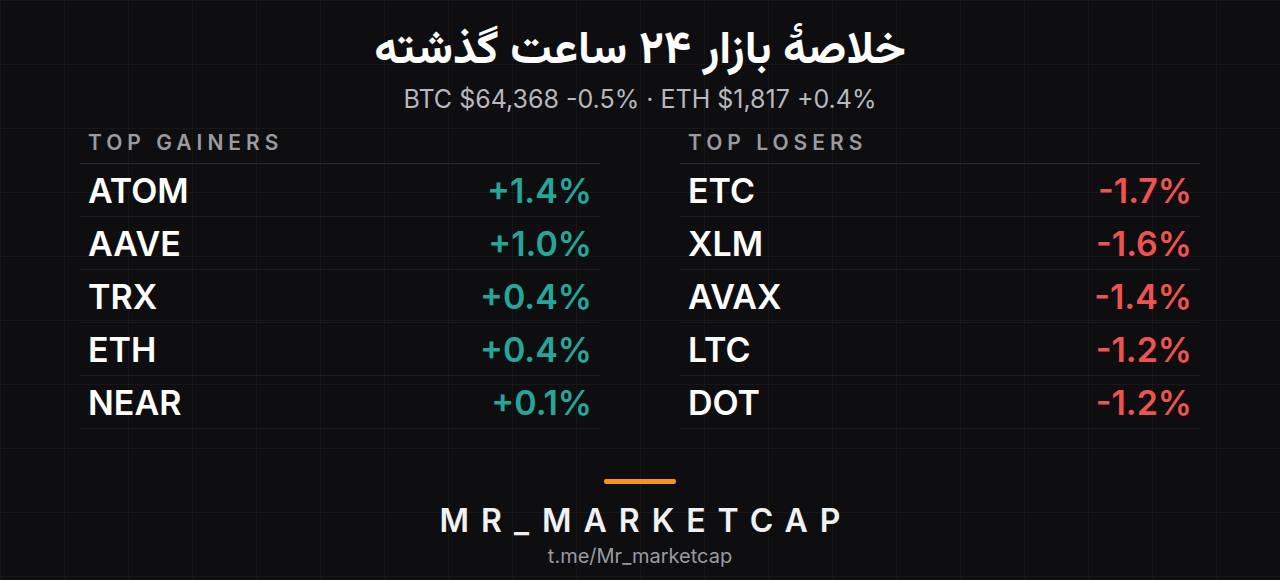 خلاصهٔ بازار ۲۴ ساعت گذشته
BTC $64,368 -0.5% · ETH $1,817 +0.4%
TOP GAINERS
ATOM +1.4%
AAVE +1.0%
TRX +0.4%
ETH +0.4%
NEAR +0.1%
TOP LOSERS
ETC -1.7%
XLM -1.6%
AVAX -1.4%
LTC -1.2%
DOT -1.2%
MR_MARKETCAP
t.me/Mr_marketcap